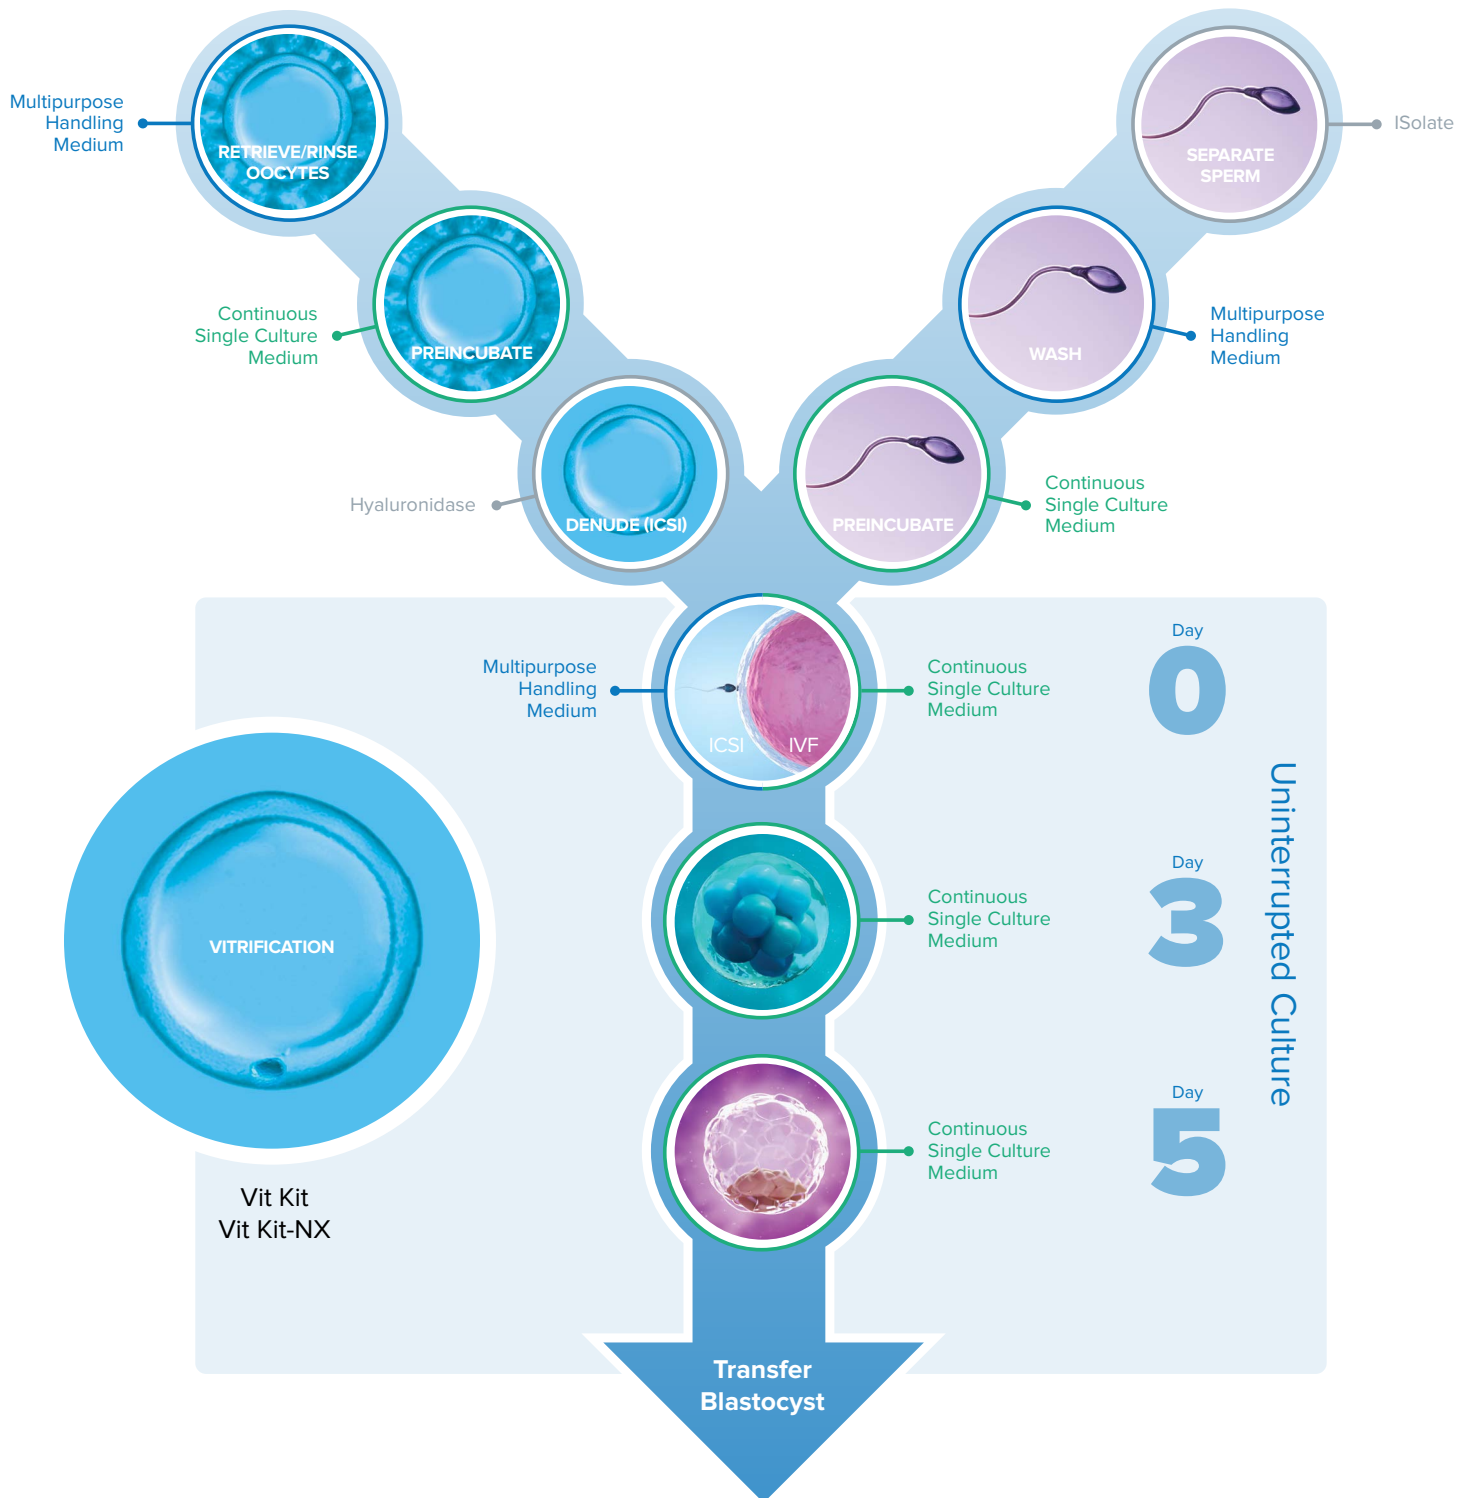 Multipurpose
Handling
Medium
RETRIEVE/RINSE
OOCYTES
SEPARATE
SPERM
ISolate
Continuous
Single Culture
Medium
PREINCUBATE
WASH
Multipurpose
Handling
Medium
Hyaluronidase
DENUDE (ICSI)
PREINCUBATE
Continuous
Single Culture
Medium
Multipurpose
Handling
Medium
ICSI
IVF
Continuous
Single Culture
Medium
Day
0
Uninterrupted Culture
VITRIFICATION
Vit Kit
Vit Kit-NX
Continuous
Single Culture
Medium
Day
3
Continuous
Single Culture
Medium
Day
5
Transfer
Blastocyst